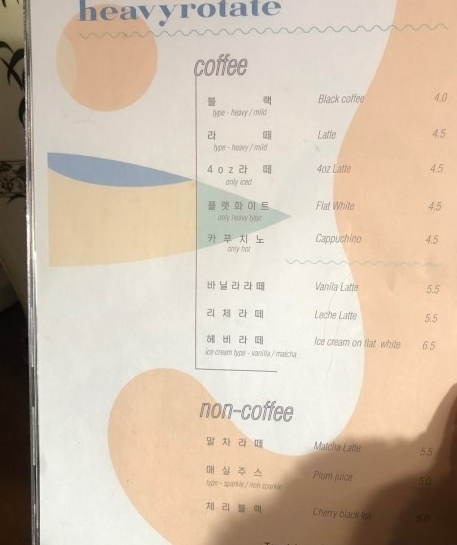 heavyrotate
coffee
블 랙 Black coffee 4.0
type - heavy / mild
라 떼 Latte 4.5
type - heavy / mild
4 o z 라 떼 4oz Latte 4.5
only iced
플 랫 화 이 트 Flat White 4.5
only heavy type
카 푸 치 노 Cappuchino 4.5
only hot
바 닐 라 라 떼 Vanila Latte 5.5
리 체 라 떼 Leche Latte 5.5
헤 비 라 떼 Ice cream on flat white 6.5
ice cream type - vanilla / matcha
non-coffee
말 차 라 떼 Matcha Latte 5.5
매 실 주 스 Plum juice 5.0
type - sparkle / non sparkle
체 리 블 랙 Cherry black tea 5.0